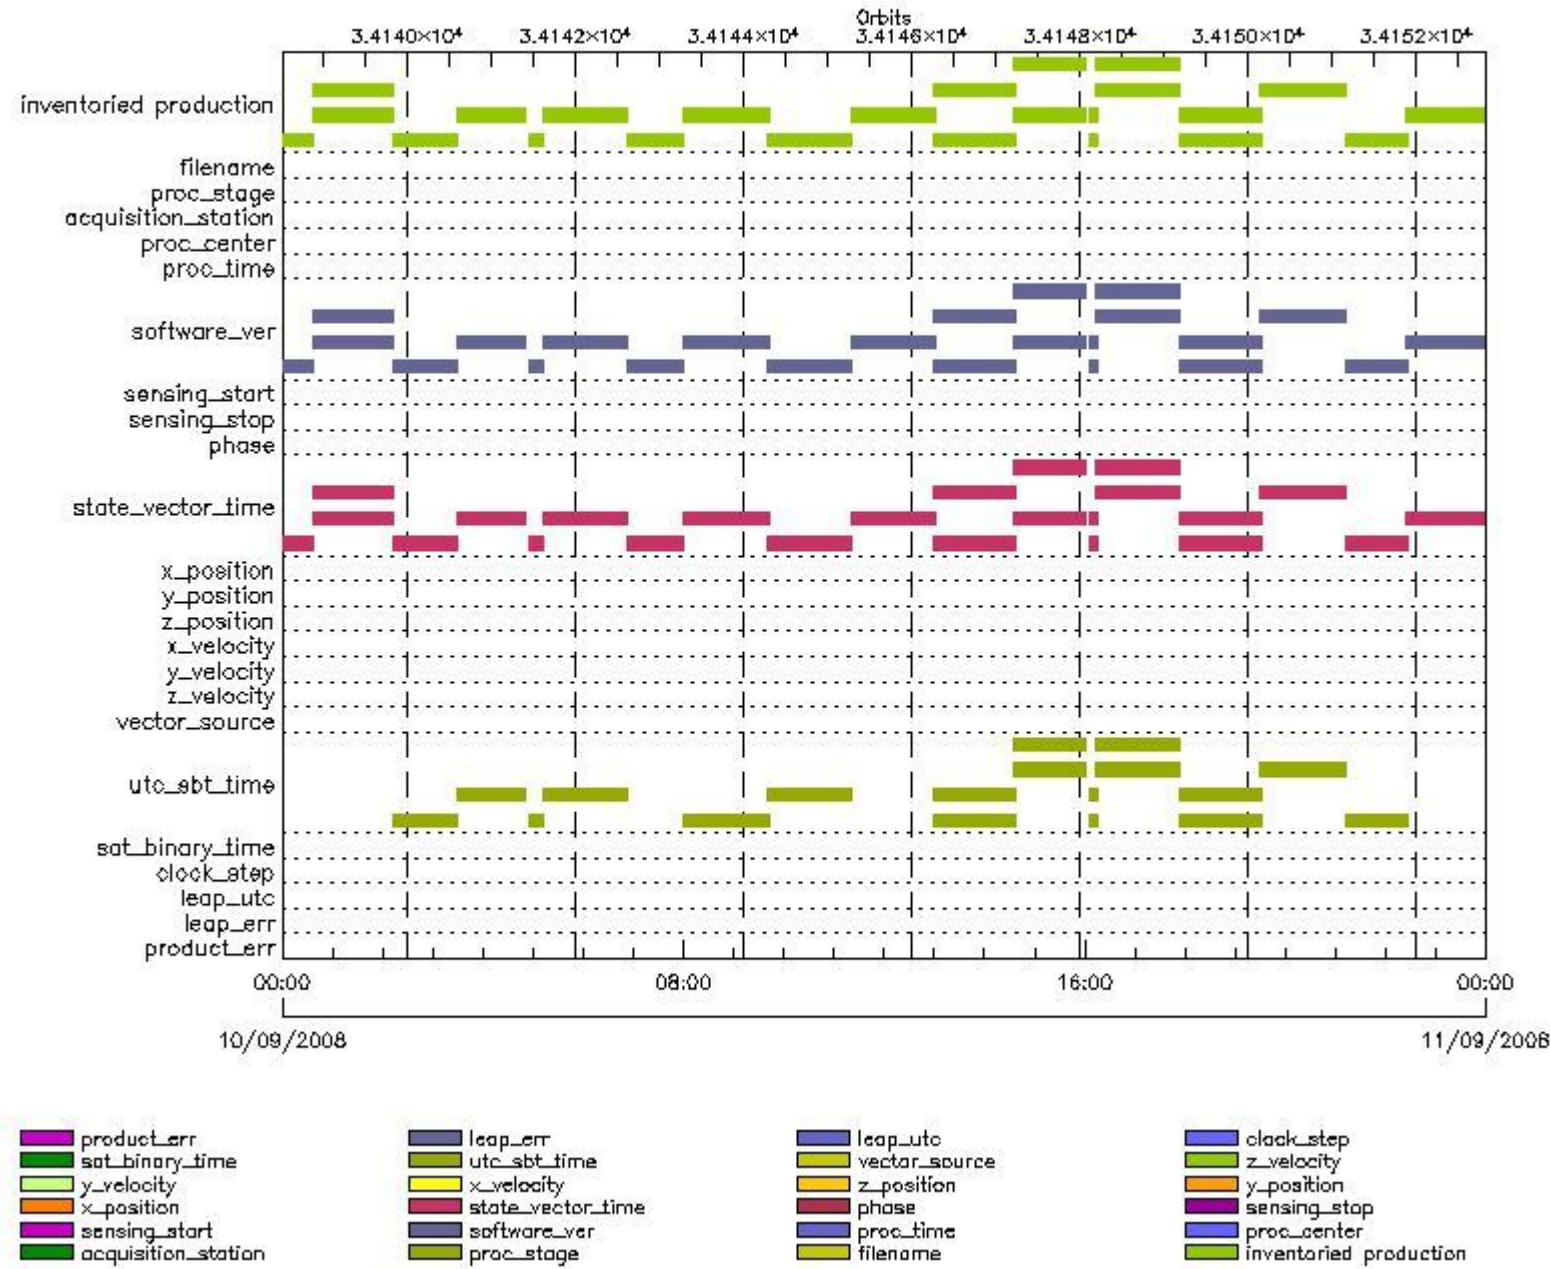 Orbits
3.4140×10⁴ 3.4142×10⁴ 3.4144×10⁴ 3.4146×10⁴ 3.4148×10⁴ 3.4150×10⁴ 3.4152×10⁴
inventoried production
filename
proc_stage
acquisition_station
proc_center
proc_time
software_ver
sensing_start
sensing_stop
phase
state_vector_time
x_position
y_position
z_position
x_velocity
y_velocity
z_velocity
vector_source
utc_sbt_time
sat_binary_time
clock_step
leap_utc
leap_err
product_err
00:00 08:00 16:00 00:00
10/09/2008 11/09/2008
product_err leap_err leap_utc clock_step
sat_binary_time utc_sbt_time vector_source z_velocity
y_velocity x_velocity z_position y_position
x_position state_vector_time phase sensing_stop
sensing_start software_ver proc_time proc_center
acquisition_station proc_stage filename inventoried production